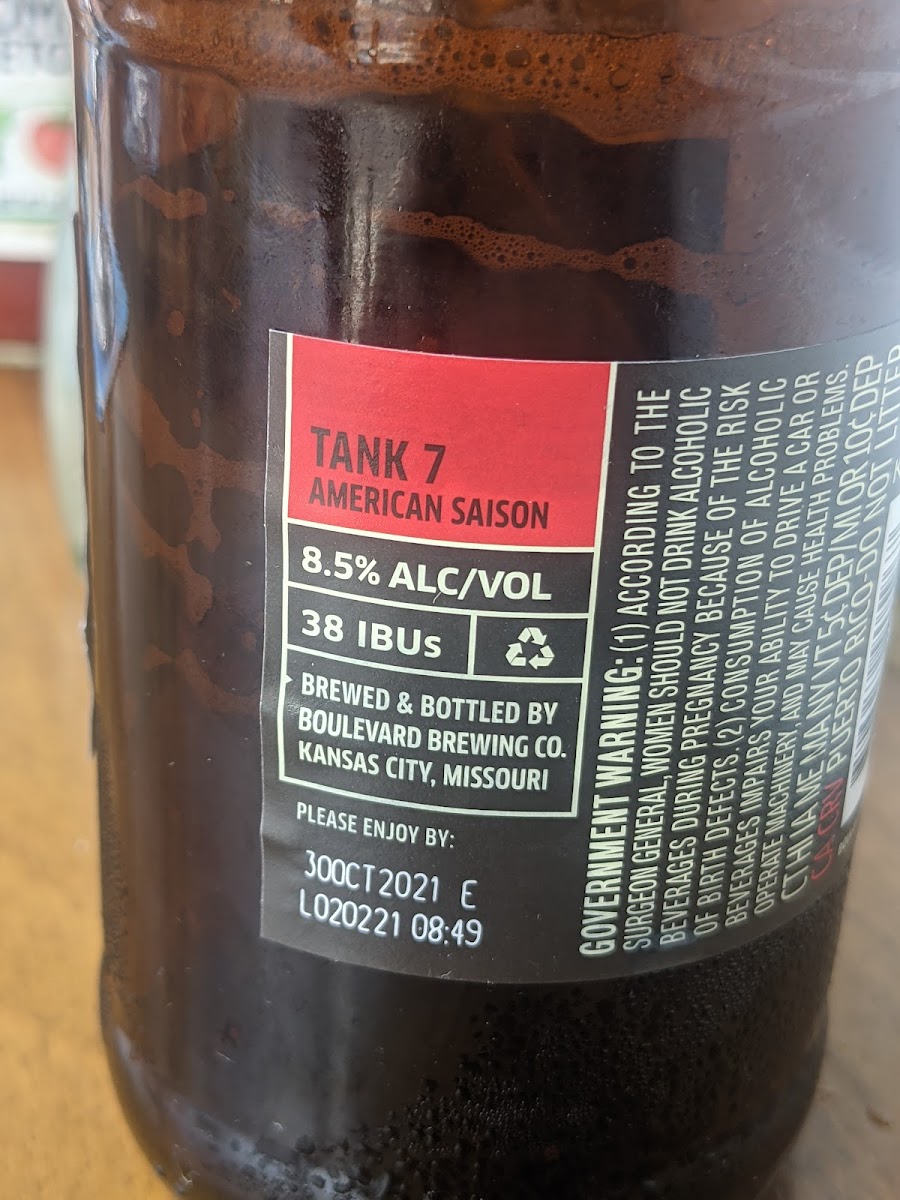 TANK 7
AMERICAN SAISON
8.5% ALC/VOL
38 IBUs
BREWED & BOTTLED BY
BOULEVARD BREWING CO.
KANSAS CITY, MISSOURI
PLEASE ENJOY BY:
30OCT2021 E
L020221 08:49
GOVERNMENT WARNING: (1) ACCORDING TO THE
SURGEON GENERAL, WOMEN SHOULD NOT DRINK ALCOHOLIC
BEVERAGES DURING PREGNANCY BECAUSE OF THE RISK
OF BIRTH DEFECTS. (2) CONSUMPTION OF ALCOHOLIC
BEVERAGES IMPAIRS YOUR ABILITY TO DRIVE A CAR OR
OPERATE MACHINERY, AND MAY CAUSE HEALTH PROBLEMS.
CT HI IA ME MA NY VT 5¢ DEP/MI OR 10¢ DEP
CA CRV PUERTO RICO-DO NOT LITTER